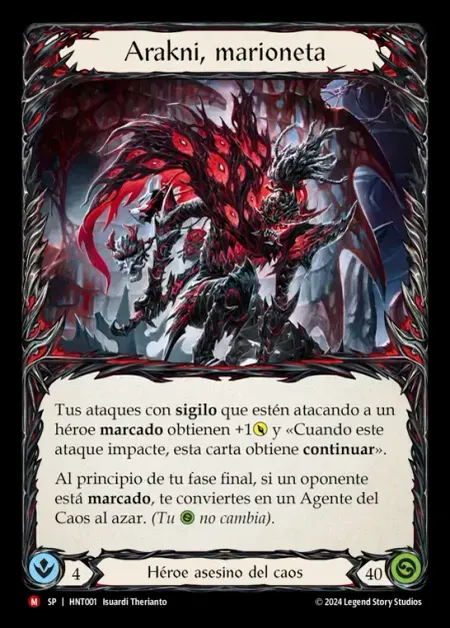 Arakni, marioneta
Tus ataques con sigilo que estén atacando a un
héroe marcado obtienen +1 y «Cuando este
ataque impacte, esta carta obtiene continuar».
Al principio de tu fase final, si un oponente
está marcado, te conviertes en un Agente del
Caos al azar. (Tu no cambia).
4
Héroe asesino del caos
40
M SP | HNT001 Isuardi Therianto
© 2024 Legend Story Studios